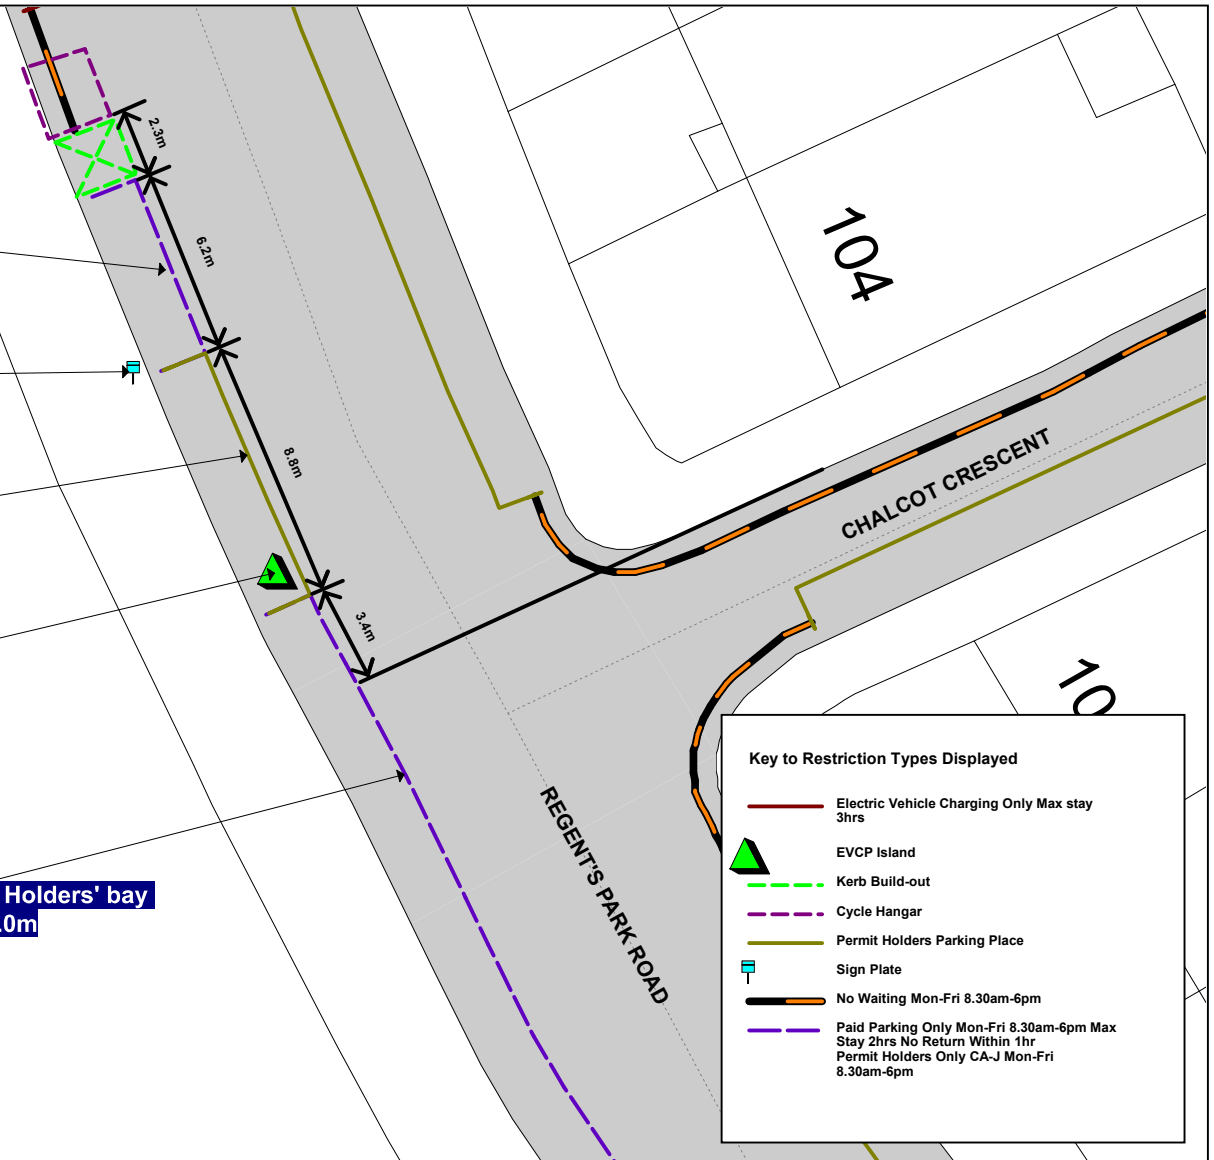 2.3m
6.2m
104
8.8m
CHALCOT CRESCENT
3.4m
10
REGENT'S PARK ROAD
Holders' bay
.0m
Key to Restriction Types Displayed
Electric Vehicle Charging Only Max stay
3hrs
EVCP Island
Kerb Build-out
Cycle Hangar
Permit Holders Parking Place
Sign Plate
No Waiting Mon-Fri 8.30am-6pm
Paid Parking Only Mon-Fri 8.30am-6pm Max
Stay 2hrs No Return Within 1hr
Permit Holders Only CA-J Mon-Fri
8.30am-6pm